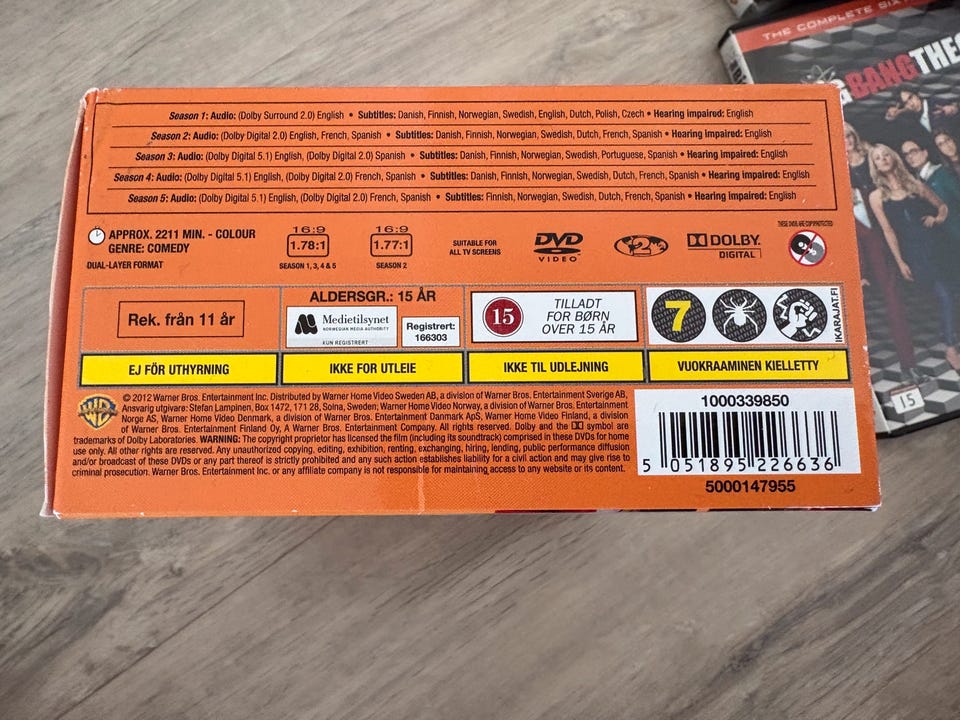 THE COMPLETE SIX
BANG THE
Season 1: Audio: (Dolby Surround 2.0) English • Subtitles: Danish, Finnish, Norwegian, Swedish, English, Dutch, Polish, Czech • Hearing impaired: English
Season 2: Audio: (Dolby Digital 2.0) English, French, Spanish • Subtitles: Danish, Finnish, Norwegian, Swedish, Dutch, French, Spanish • Hearing impaired: English
Season 3: Audio: (Dolby Digital 5.1) English, (Dolby Digital 2.0) Spanish • Subtitles: Danish, Finnish, Norwegian, Swedish, Portuguese, Spanish • Hearing impaired: English
Season 4: Audio: (Dolby Digital 5.1) English, (Dolby Digital 2.0) French, Spanish • Subtitles: Danish, Finnish, Norwegian, Swedish, Dutch, French, Spanish • Hearing impaired: English
Season 5: Audio: (Dolby Digital 5.1) English, (Dolby Digital 2.0) French, Spanish • Subtitles: Finnish, Norwegian, Swedish, Dutch, French, Spanish • Hearing impaired: English
APPROX. 2211 MIN. - COLOUR
GENRE: COMEDY
DUAL-LAYER FORMAT
16:9
1.78:1
SEASON 1, 3, 4 & 5
16:9
1.77:1
SEASON 2
SUITABLE FOR
ALL TV SCREENS
DVD
VIDEO
2
DOLBY
DIGITAL
THESE DVDS ARE COPY PROTECTED
Rek. från 11 år
ALDERSGR.: 15 ÅR
Medietilsynet
NORWEGIAN MEDIA AUTHORITY
KUN REGISTRERT
Registrert:
166303
15
TILLADT
FOR BØRN
OVER 15 ÅR
7
IKARAJAT.FI
EJ FÖR UTHYRNING
IKKE FOR UTLEIE
IKKE TIL UDLEJNING
VUOKRAAMINEN KIELLETTY
WB
© 2012 Warner Bros. Entertainment Inc. Distributed by Warner Home Video Sweden AB, a division of Warner Bros. Entertainment Sverige AB,
Ansvarig utgivare: Stefan Lampinen, Box 1472, 171 28, Solna, Sweden; Warner Home Video Norway, a division of Warner Bros. Entertainment
Norge AS, Warner Home Video Denmark, a division of Warner Bros. Entertainment Danmark ApS, Warner Home Video Finland, a division
of Warner Bros. Entertainment Finland Oy, A Warner Bros. Entertainment Company. All rights reserved. Dolby and the DD symbol are
trademarks of Dolby Laboratories. WARNING: The copyright proprietor has licensed the film (including its soundtrack) comprised in these DVDs for home
use only. All other rights are reserved. Any unauthorized copying, editing, exhibition, renting, exchanging, hiring, lending, public performance diffusion
and/or broadcast of these DVDs or any part thereof is strictly prohibited and any such action establishes liability for a civil action and may give rise to
criminal prosecution. Warner Bros. Entertainment Inc. or any affiliate company is not responsible for maintaining access to any website or its content.
1000339850
5 051895 226636
5000147955
15